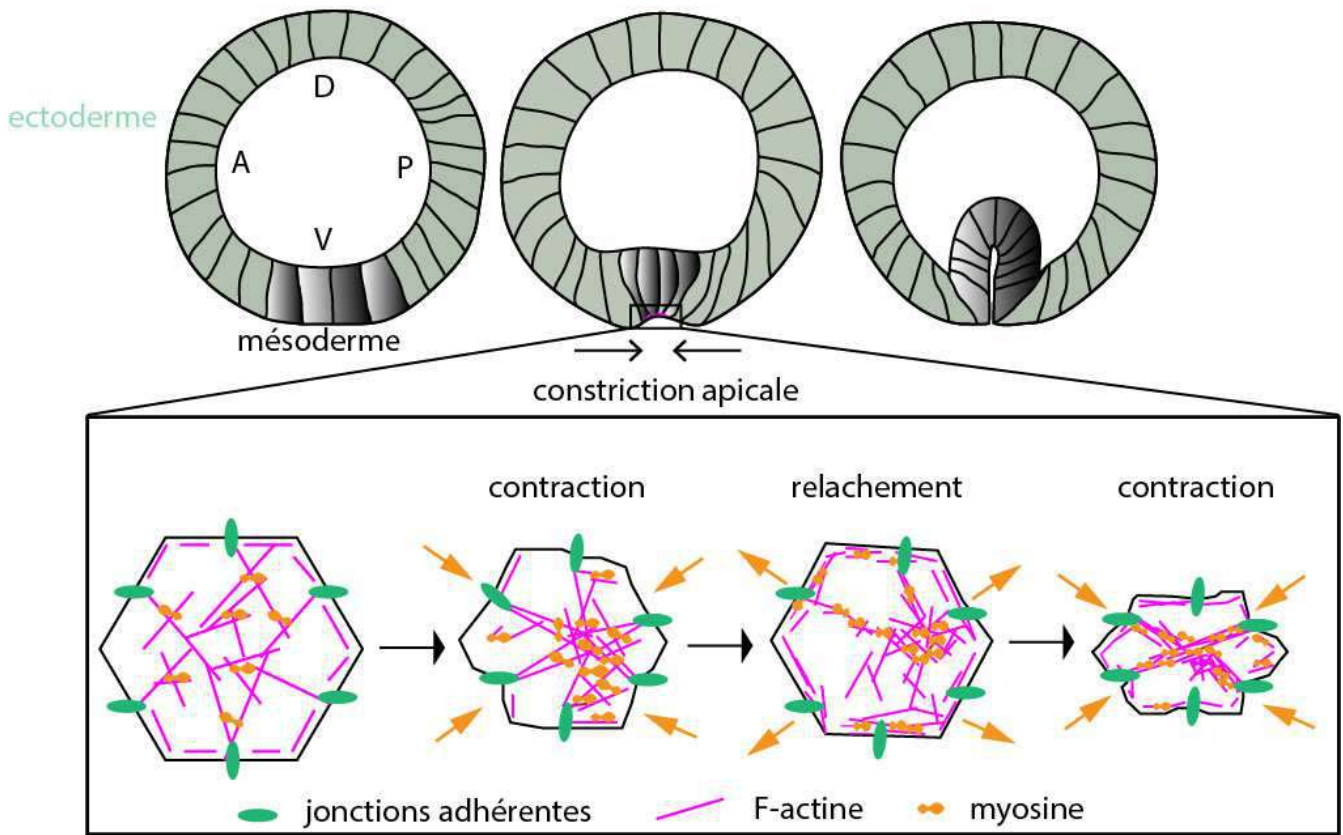 ectoderme
D
A
P
V
mésoderme
constriction apicale
contraction
relachement
contraction
jonctions adhérentes
F-actine
myosine